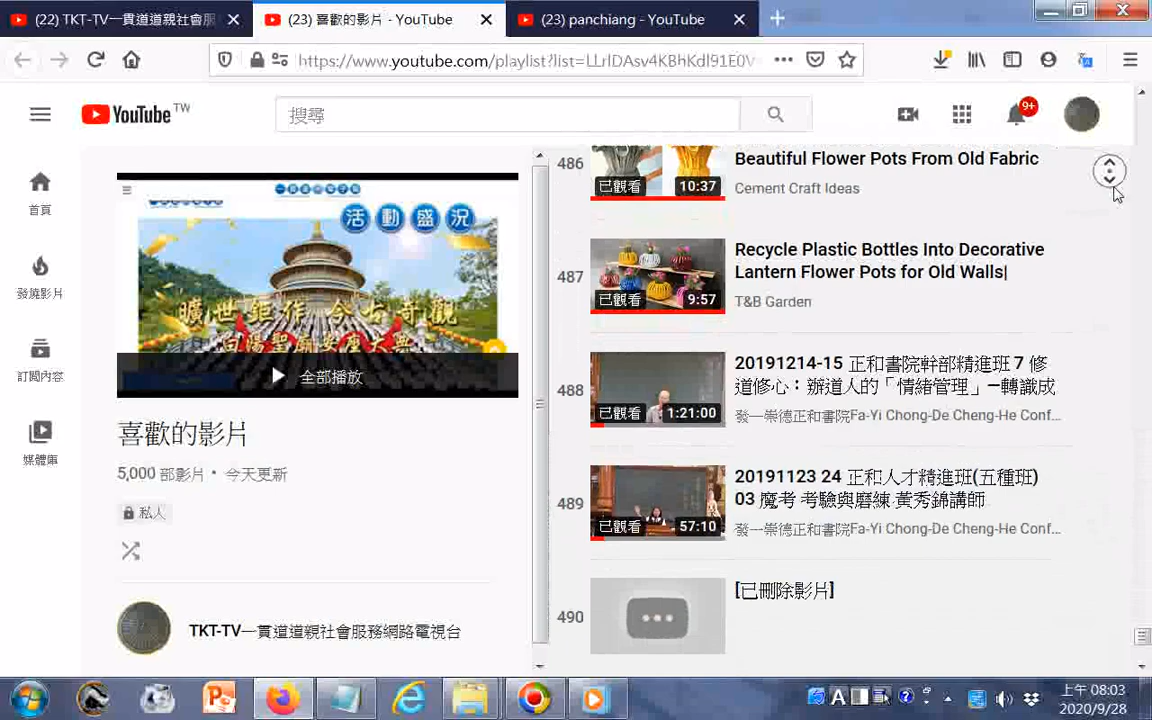 (22) TKT-TV一貫道道親社會服
(23) 喜歡的影片 - YouTube
(23) panchiang - YouTube
https://www.youtube.com/playlist?list=LLrlDAsv4KBhKdl91E0V
YouTube TW
搜尋
9+
首頁
發燒影片
訂閱內容
媒體庫
活動盛況
曠世鉅作 今古奇觀
全部播放
喜歡的影片
5,000 部影片・今天更新
私人
TKT-TV一貫道道親社會服務網路電視台
486
已觀看
10:37
Beautiful Flower Pots From Old Fabric
Cement Craft Ideas
487
已觀看
9:57
Recycle Plastic Bottles Into Decorative
Lantern Flower Pots for Old Walls|
T&B Garden
488
已觀看
1:21:00
20191214-15 正和書院幹部精進班 7 修
道修心：辦道人的「情緒管理」—轉識成
發一崇德正和書院Fa-Yi Chong-De Cheng-He Conf...
489
已觀看
57:10
20191123 24 正和人才精進班(五種班)
03 魔考 考驗與磨練 黃秀錦講師
發一崇德正和書院Fa-Yi Chong-De Cheng-He Conf...
490
[已刪除影片]
上午 08:03
2020/9/28